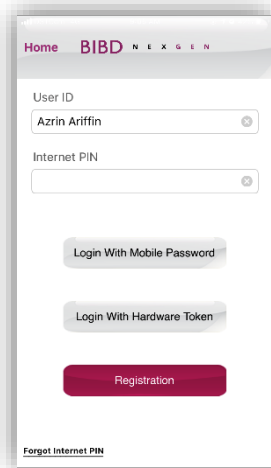 Home BIBD NEXGEN
User ID
Azrin Ariffin
Internet PIN
Login With Mobile Password
Login With Hardware Token
Registration
Forgot Internet PIN